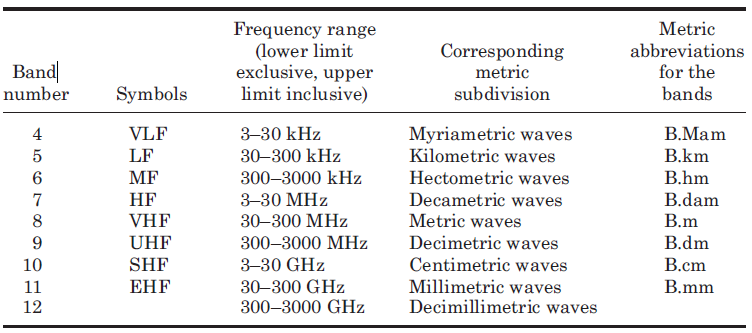 Frequency range Metric
(lower limit Corresponding abbreviations
Band exclusive, upper metric for the
number Symbols limit inclusive) subdivision bands
4 VLF 3–30 kHz Myriametric waves B.Mam
5 LF 30–300 kHz Kilometric waves B.km
6 MF 300–3000 kHz Hectometric waves B.hm
7 HF 3–30 MHz Decametric waves B.dam
8 VHF 30–300 MHz Metric waves B.m
9 UHF 300–3000 MHz Decimetric waves B.dm
10 SHF 3–30 GHz Centimetric waves B.cm
11 EHF 30–300 GHz Millimetric waves B.mm
12 300–3000 GHz Decimillimetric waves